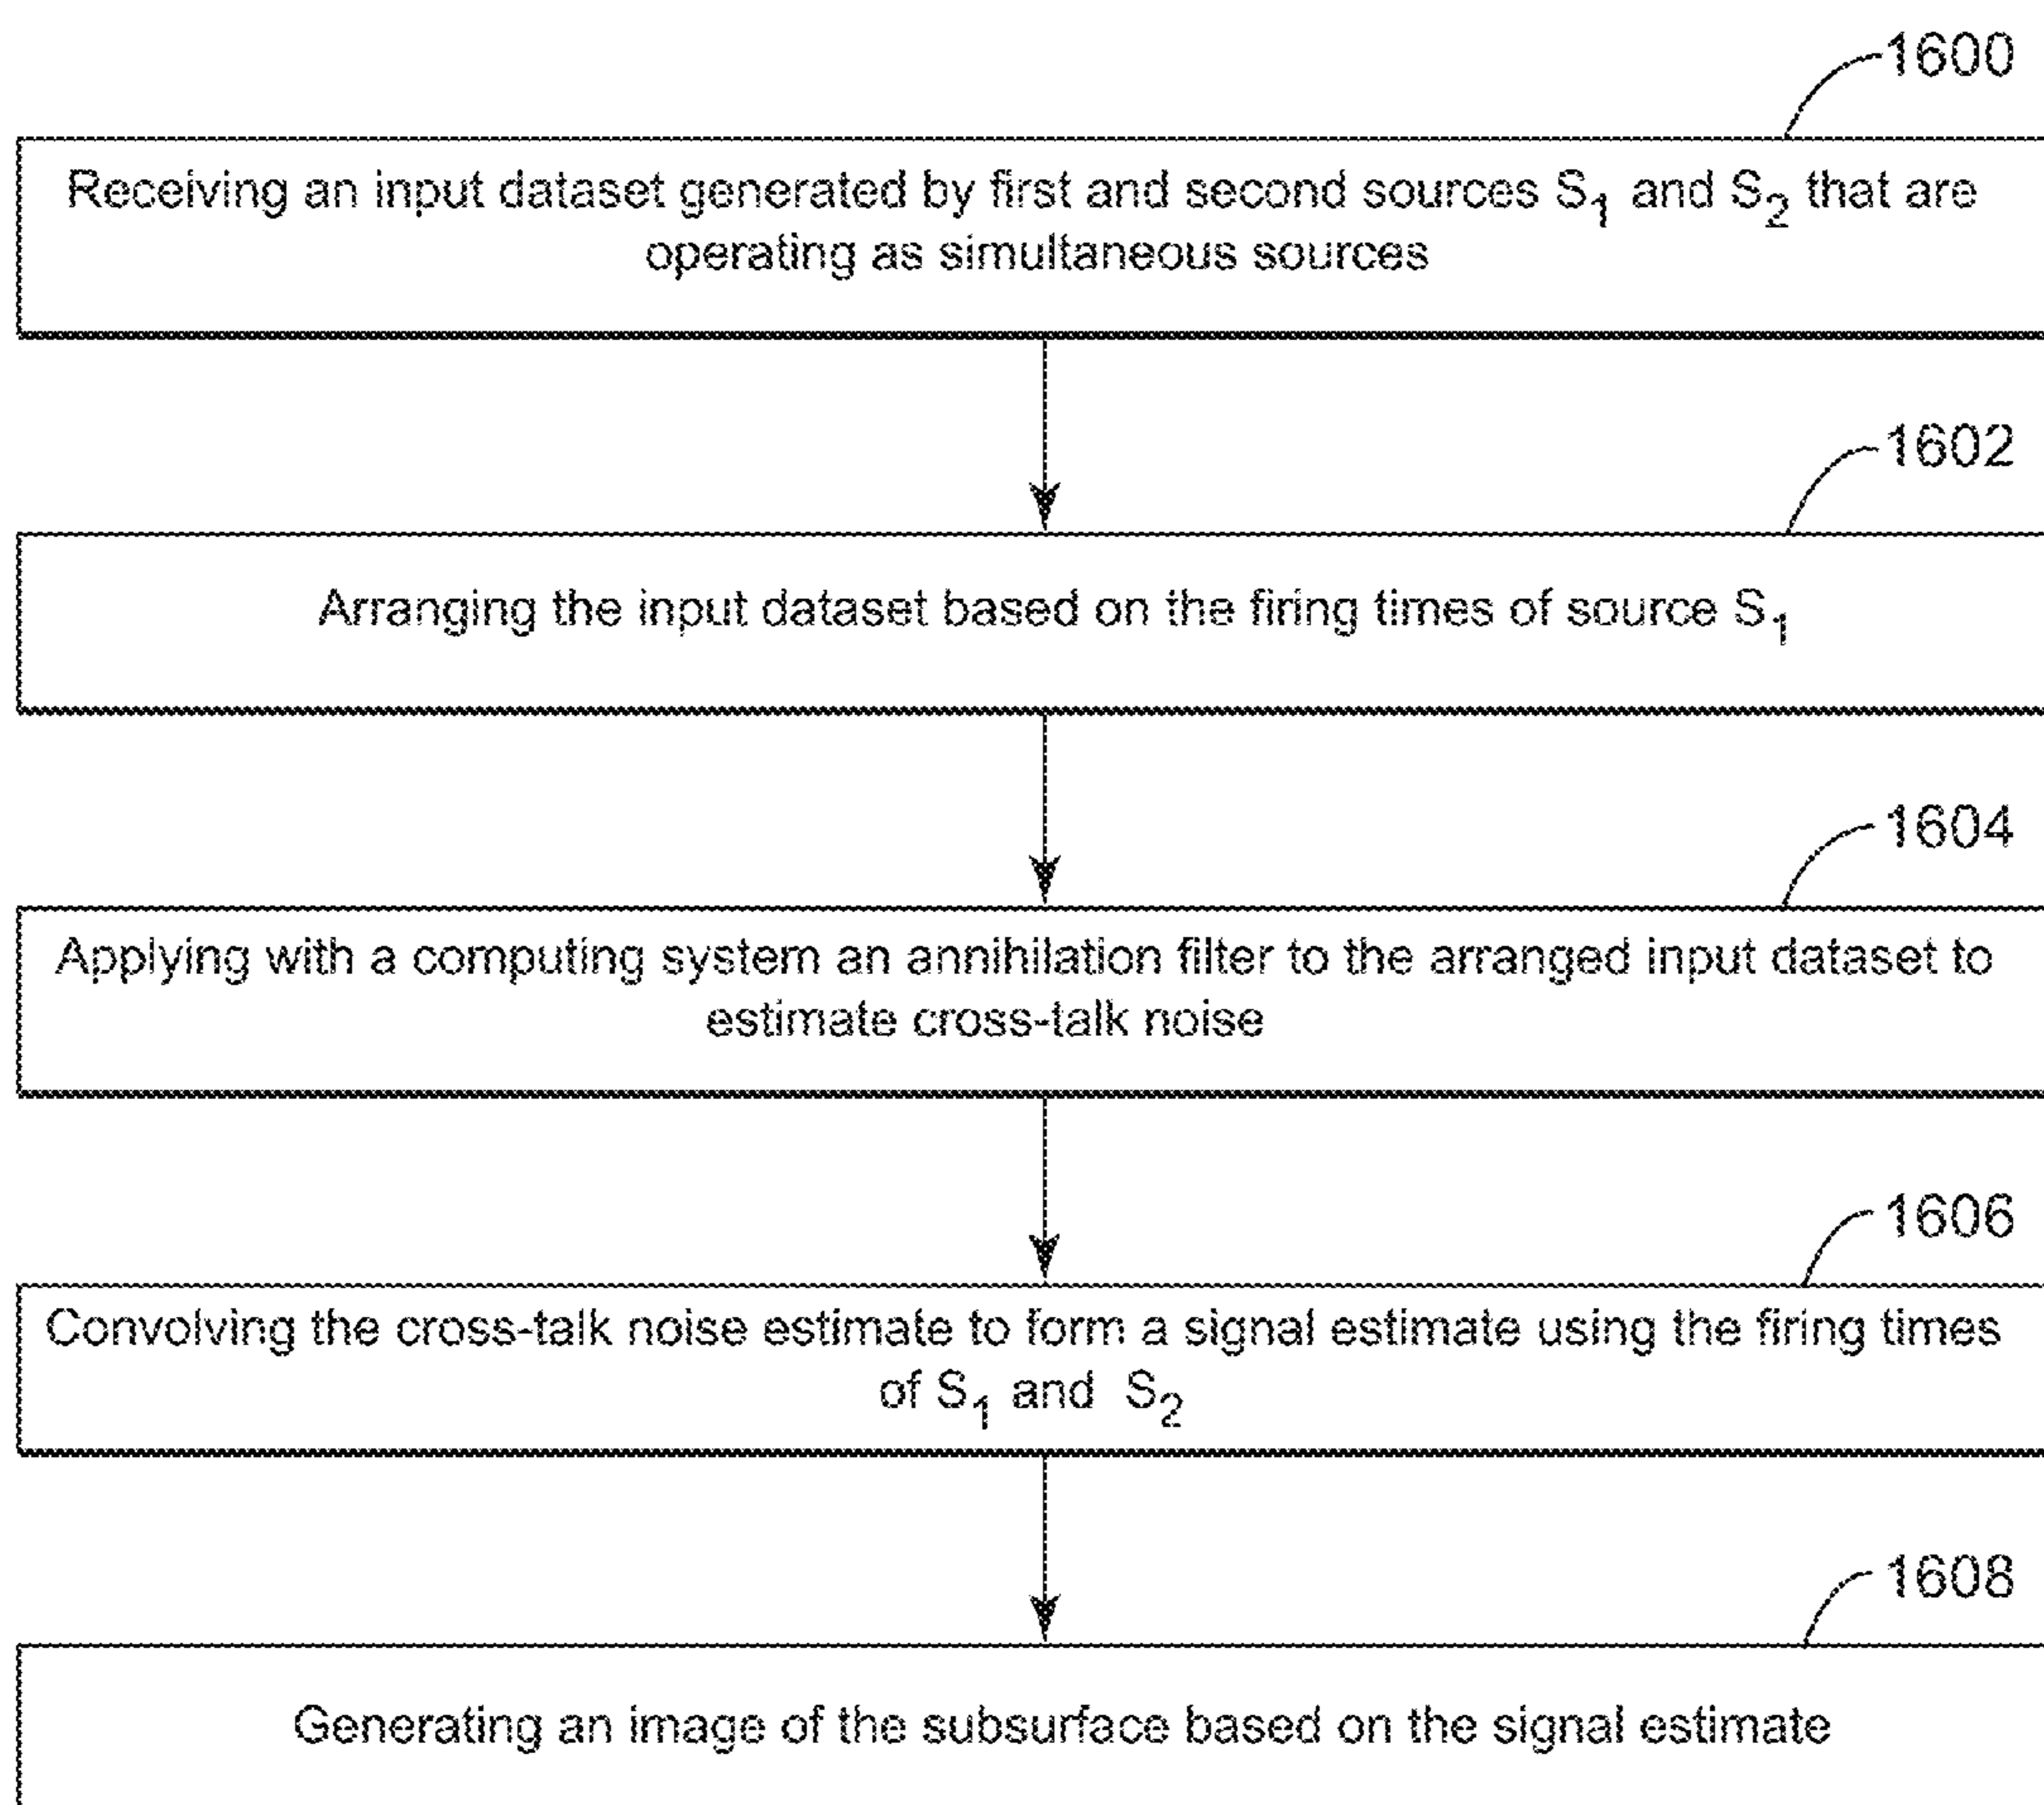 1600
Receiving an input dataset generated by first and second sources S₁ and S₂ that are
operating as simultaneous sources
1602
Arranging the input dataset based on the firing times of source S₁
1604
Applying with a computing system an annihilation filter to the arranged input dataset to
estimate cross-talk noise
1606
Convolving the cross-talk noise estimate to form a signal estimate using the firing times
of S₁ and S₂
1608
Generating an image of the subsurface based on the signal estimate